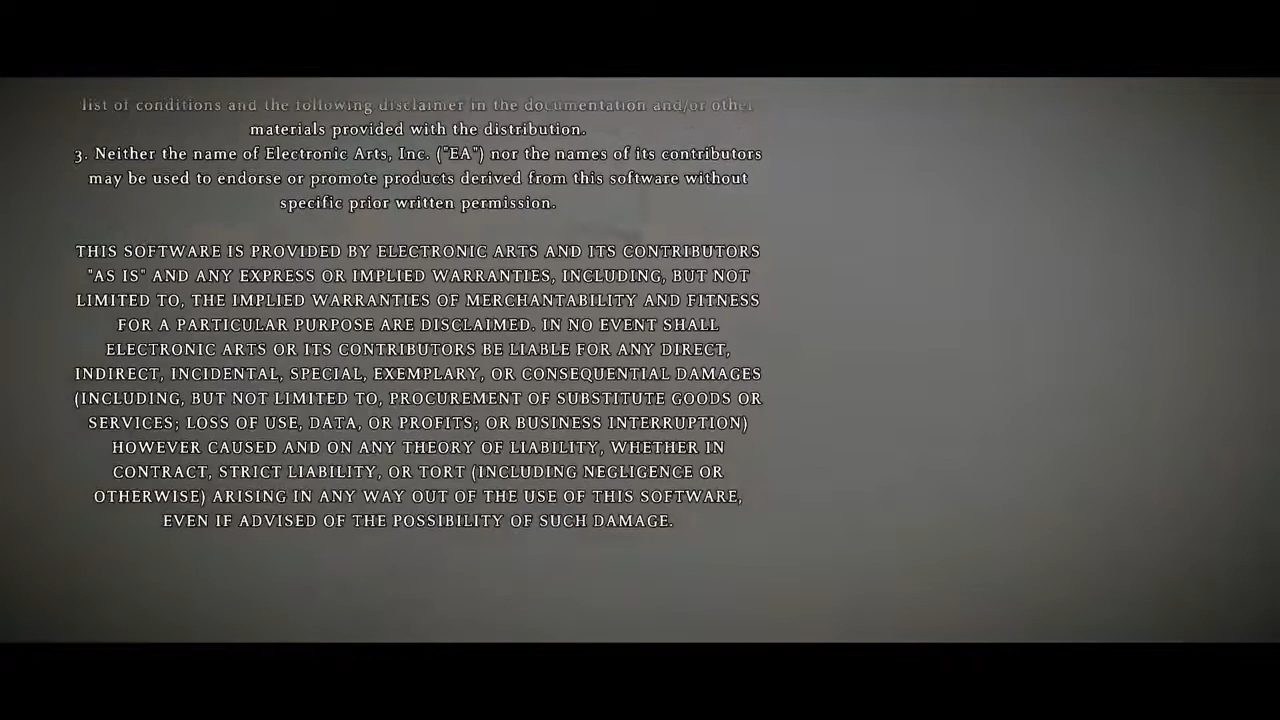 list of conditions and the following disclaimer in the documentation and/or other
materials provided with the distribution.
3. Neither the name of Electronic Arts, Inc. ("EA") nor the names of its contributors
may be used to endorse or promote products derived from this software without
specific prior written permission.
THIS SOFTWARE IS PROVIDED BY ELECTRONIC ARTS AND ITS CONTRIBUTORS
"AS IS" AND ANY EXPRESS OR IMPLIED WARRANTIES, INCLUDING, BUT NOT
LIMITED TO, THE IMPLIED WARRANTIES OF MERCHANTABILITY AND FITNESS
FOR A PARTICULAR PURPOSE ARE DISCLAIMED. IN NO EVENT SHALL
ELECTRONIC ARTS OR ITS CONTRIBUTORS BE LIABLE FOR ANY DIRECT,
INDIRECT, INCIDENTAL, SPECIAL, EXEMPLARY, OR CONSEQUENTIAL DAMAGES
(INCLUDING, BUT NOT LIMITED TO, PROCUREMENT OF SUBSTITUTE GOODS OR
SERVICES; LOSS OF USE, DATA, OR PROFITS; OR BUSINESS INTERRUPTION)
HOWEVER CAUSED AND ON ANY THEORY OF LIABILITY, WHETHER IN
CONTRACT, STRICT LIABILITY, OR TORT (INCLUDING NEGLIGENCE OR
OTHERWISE) ARISING IN ANY WAY OUT OF THE USE OF THIS SOFTWARE,
EVEN IF ADVISED OF THE POSSIBILITY OF SUCH DAMAGE.